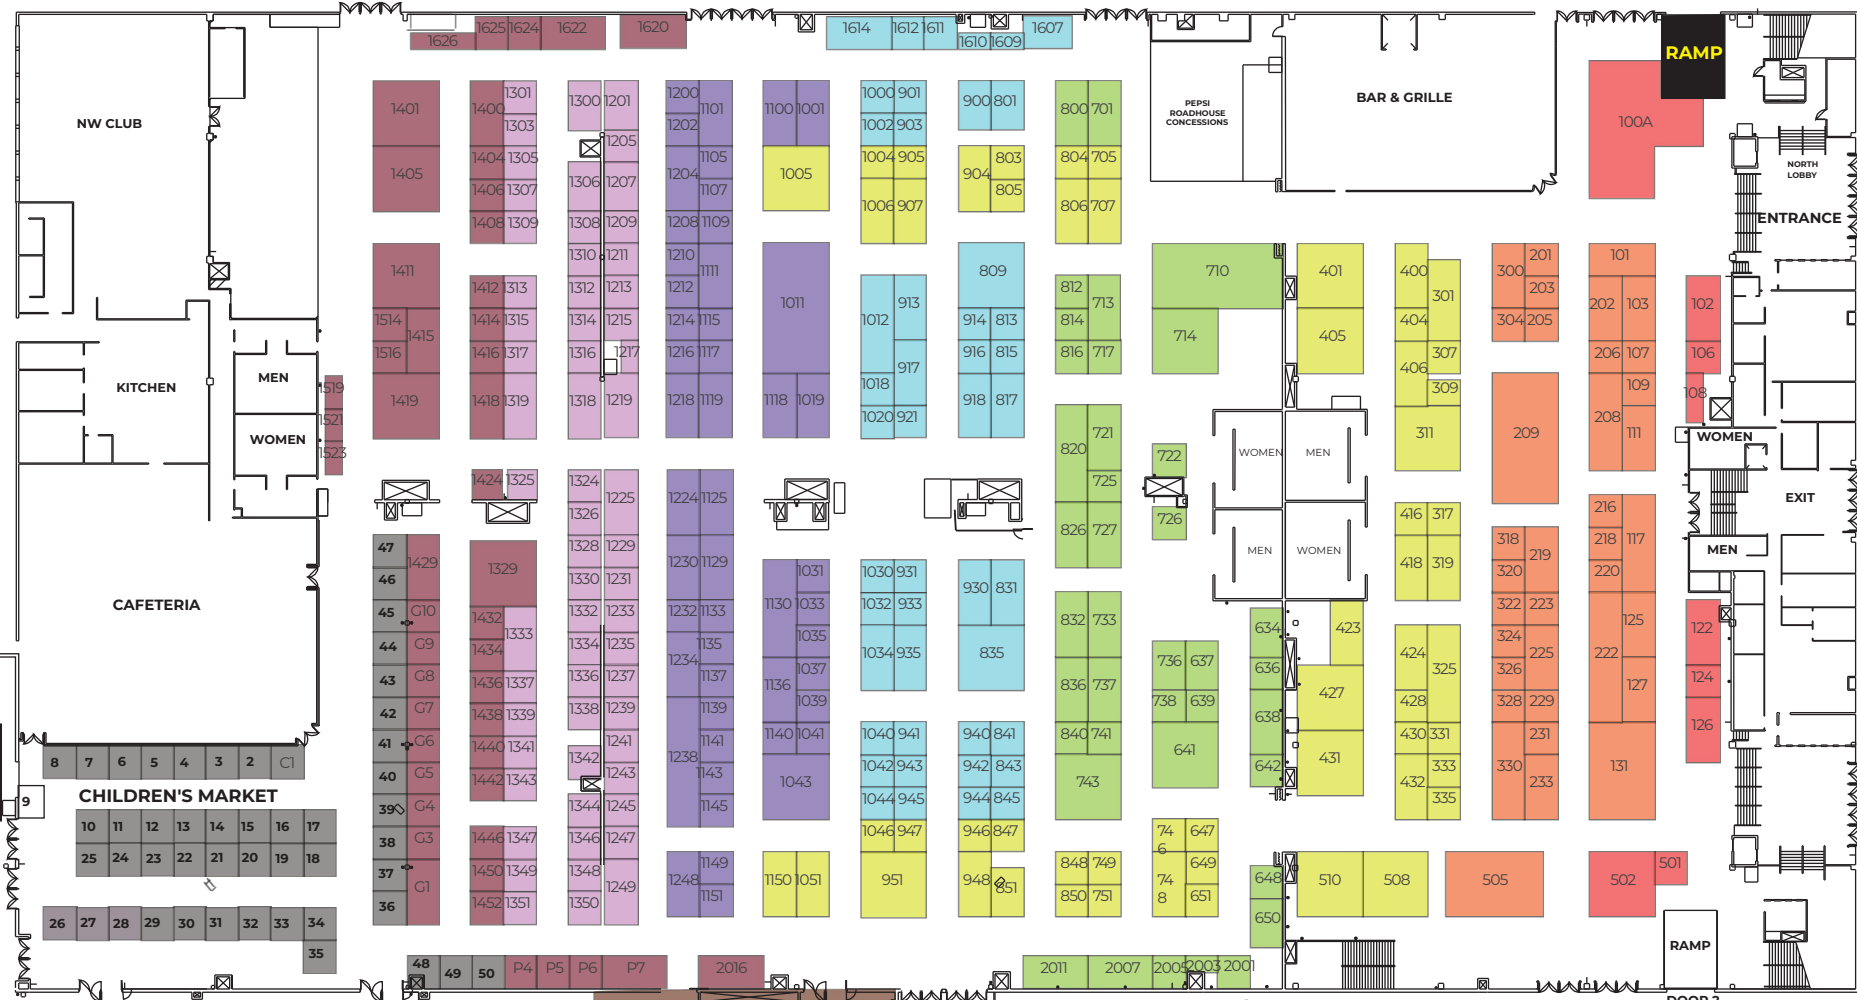 1625 1624 1622 1620 1614 1612 1611 1607
1626 1610 1609
RAMP
NW CLUB
PEPSI
ROADHOUSE
CONCESSIONS
BAR & GRILLE
100A
NORTH
LOBBY
ENTRANCE
1401 1400 1301 1300 1201 1200 1101 1100 1001 1000 901 900 801 800 701
1303 1202 1002 903
1205
1405 1404 1305 1306 1207 1204 1105 1005 1004 905 904 803 804 705
1406 1307 1107 805
1408 1309 1308 1209 1208 1109 1006 907 806 707
1411 1310 1211 1210 1111 1011 809 710 401 400 301 300 201 101
1412 1313 1312 1213 1212 913 812 713 203 202 103 102
1514 1415 1414 1315 1314 1215 1214 1115 1012 914 813 814 714 405 404 304 205
1516 1416 1317 1316 1217 1216 1117 917 916 815 816 717 406 307 206 107 106
KITCHEN
MEN
1519 1419 1418 1319 1318 1219 1218 1119 1118 1019 1018 918 817 309 109 108
1521 1020 921
1523
WOMEN
820 721 311 209 208 111
WOMEN
722 WOMEN MEN
1424 1325 1324 1225 1224 1125 725
EXIT
1326 826 727 726 416 317 216
47 1429 1329 1328 1229 1230 1129 MEN WOMEN 418 319 318 219 218 117 MEN
46 1330 1231 1130 1031 1030 931 930 831 320 220
CAFETERIA
45 G10 1432 1332 1233 1232 1133 1033 1032 933 832 733 634 423 322 223 125 122
44 G9 1434 1333 1334 1235 1234 1135 1035 1034 935 835 736 637 636 424 325 324 225 222
43 G8 1436 1337 1336 1237 1137 1136 1037 836 737 326 127 124
42 G7 1438 1339 1338 1239 1139 1039 738 639 638 427 428 328 229 126
41 G6 1440 1341 1342 1241 1238 1141 1140 1041 1040 941 940 841 840 741 641 431 430 331 330 231 131
40 G5 1442 1343 1243 1143 1043 1042 943 942 843 743 642 432 333 233
39 G4 1344 1245 1145 1044 945 944 845 335
8 7 6 5 4 3 2 C1
CHILDREN'S MARKET
9
10 11 12 13 14 15 16 17
25 24 23 22 21 20 19 18
38 G3 1446 1347 1346 1247 1046 947 946 847 74
6 647
37 G1 1450 1349 1348 1249 1248 1149 1150 1051 951 948 851 848 749 74
8 649 648 510 508 505 502 501
36 1452 1351 1350 1151 850 751 651 650
26 27 28 29 30 31 32 33 34
35
48 49 50 P4 P5 P6 P7 2016 2011 2007 2005 2003 2001
RAMP
DOOR 2